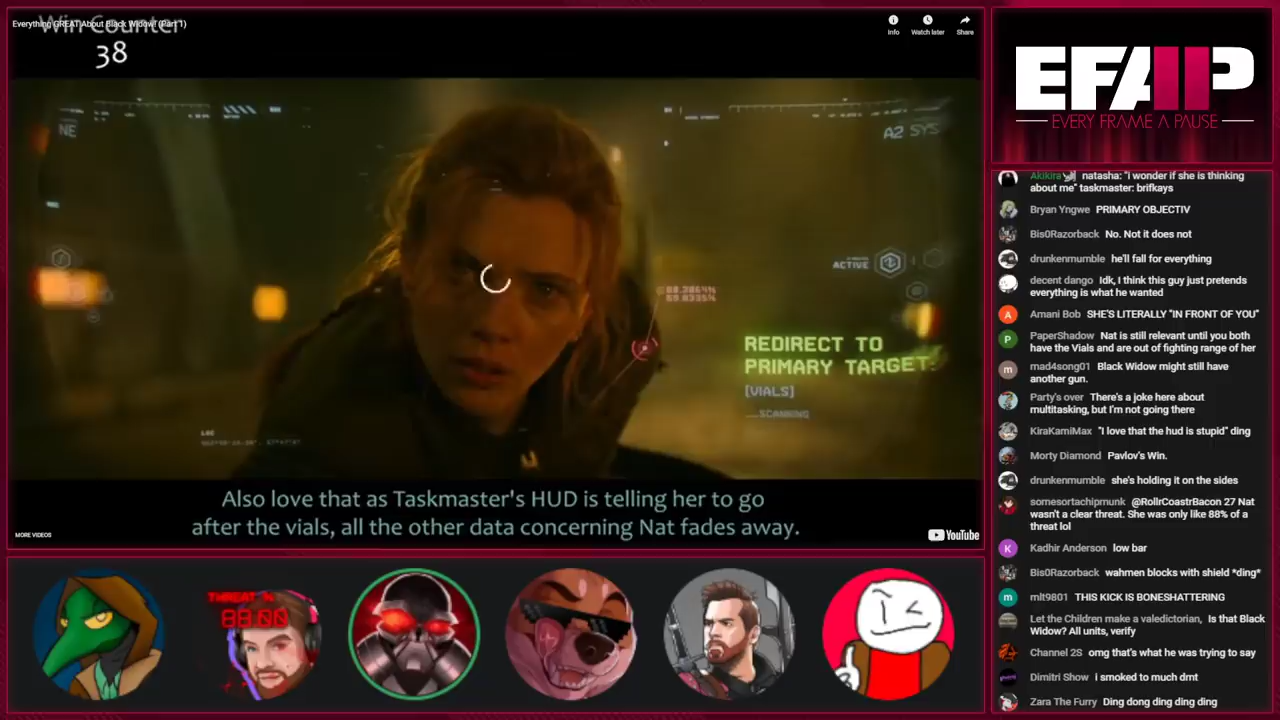 Everything GREAT About Black Widow! (Part 1)
Win Counter
38
Info
Watch later
Share
NE
A2 SYS
ACTIVE
REDIRECT TO
PRIMARY TARGET:
[VIALS]
....SCANNING
LOC
Also love that as Taskmaster's HUD is telling her to go
after the vials, all the other data concerning Nat fades away.
MORE VIDEOS
YouTube
THREAT %
88.00
EFAP
EVERY FRAME A PAUSE
Akikira natasha: "i wonder if she is thinking
about me" taskmaster: brifkays
Bryan Yngwe PRIMARY OBJECTIV
Bis0Razorback No. Not it does not
drunkenmumble he'll fall for everything
decent dango Idk, I think this guy just pretends
everything is what he wanted
A
Amani Bob SHE'S LITERALLY "IN FRONT OF YOU"
P
PaperShadow Nat is still relevant until you both
have the Vials and are out of fighting range of her
m
mad4song01 Black Widow might still have
another gun.
Party's over There's a joke here about
multitasking, but I'm not going there
KiraKamiMax "I love that the hud is stupid" ding
Morty Diamond Pavlov's Win.
drunkenmumble she's holding it on the sides
somesortachipmunk @RollrCoastrBacon 27 Nat
wasn't a clear threat. She was only like 88% of a
threat lol
K
Kadhir Anderson low bar
Bis0Razorback wahmen blocks with shield *ding*
m
mlt9801 THIS KICK IS BONESHATTERING
Let the Children make a valedictorian, Is that Black
Widow? All units, verify
Channel 2S omg that's what he was trying to say
Dimitri Show i smoked to much dmt
Zara The Furry Ding dong ding ding ding